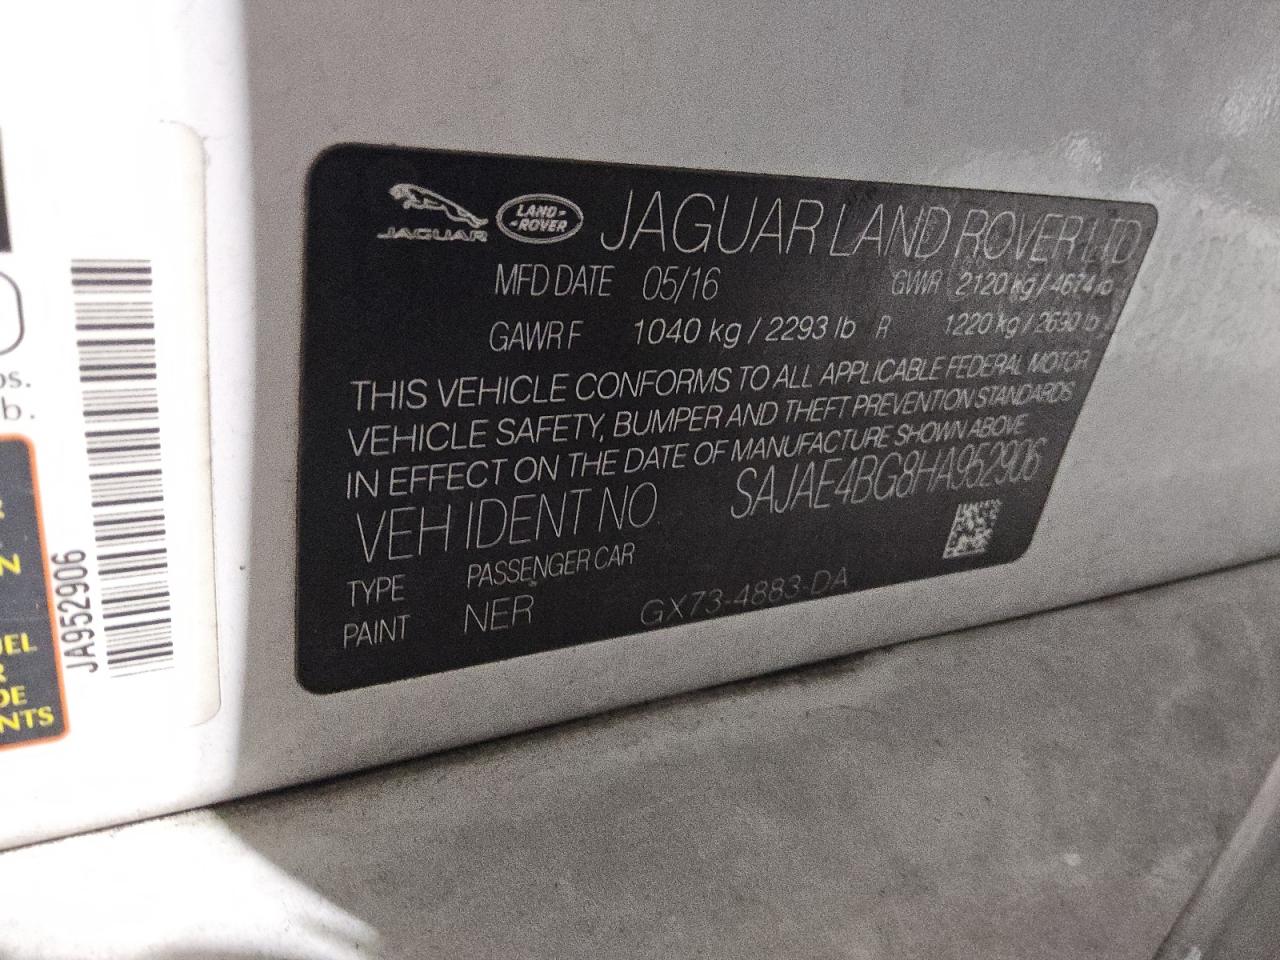 JAGUAR LAND-ROVER JAGUAR LAND ROVER LTD
MFD DATE 05/16 GWR 2120 kg / 4674 lb
GAWR F 1040 kg / 2293 lb R 1220 kg / 2690 lb
THIS VEHICLE CONFORMS TO ALL APPLICABLE FEDERAL MOTOR
VEHICLE SAFETY, BUMPER AND THEFT PREVENTION STANDARDS
IN EFFECT ON THE DATE OF MANUFACTURE SHOWN ABOVE
VEH IDENT NO SAJAE4BG8HA952906
TYPE PASSENGER CAR
PAINT NER GX73-4883-DA
JA952906